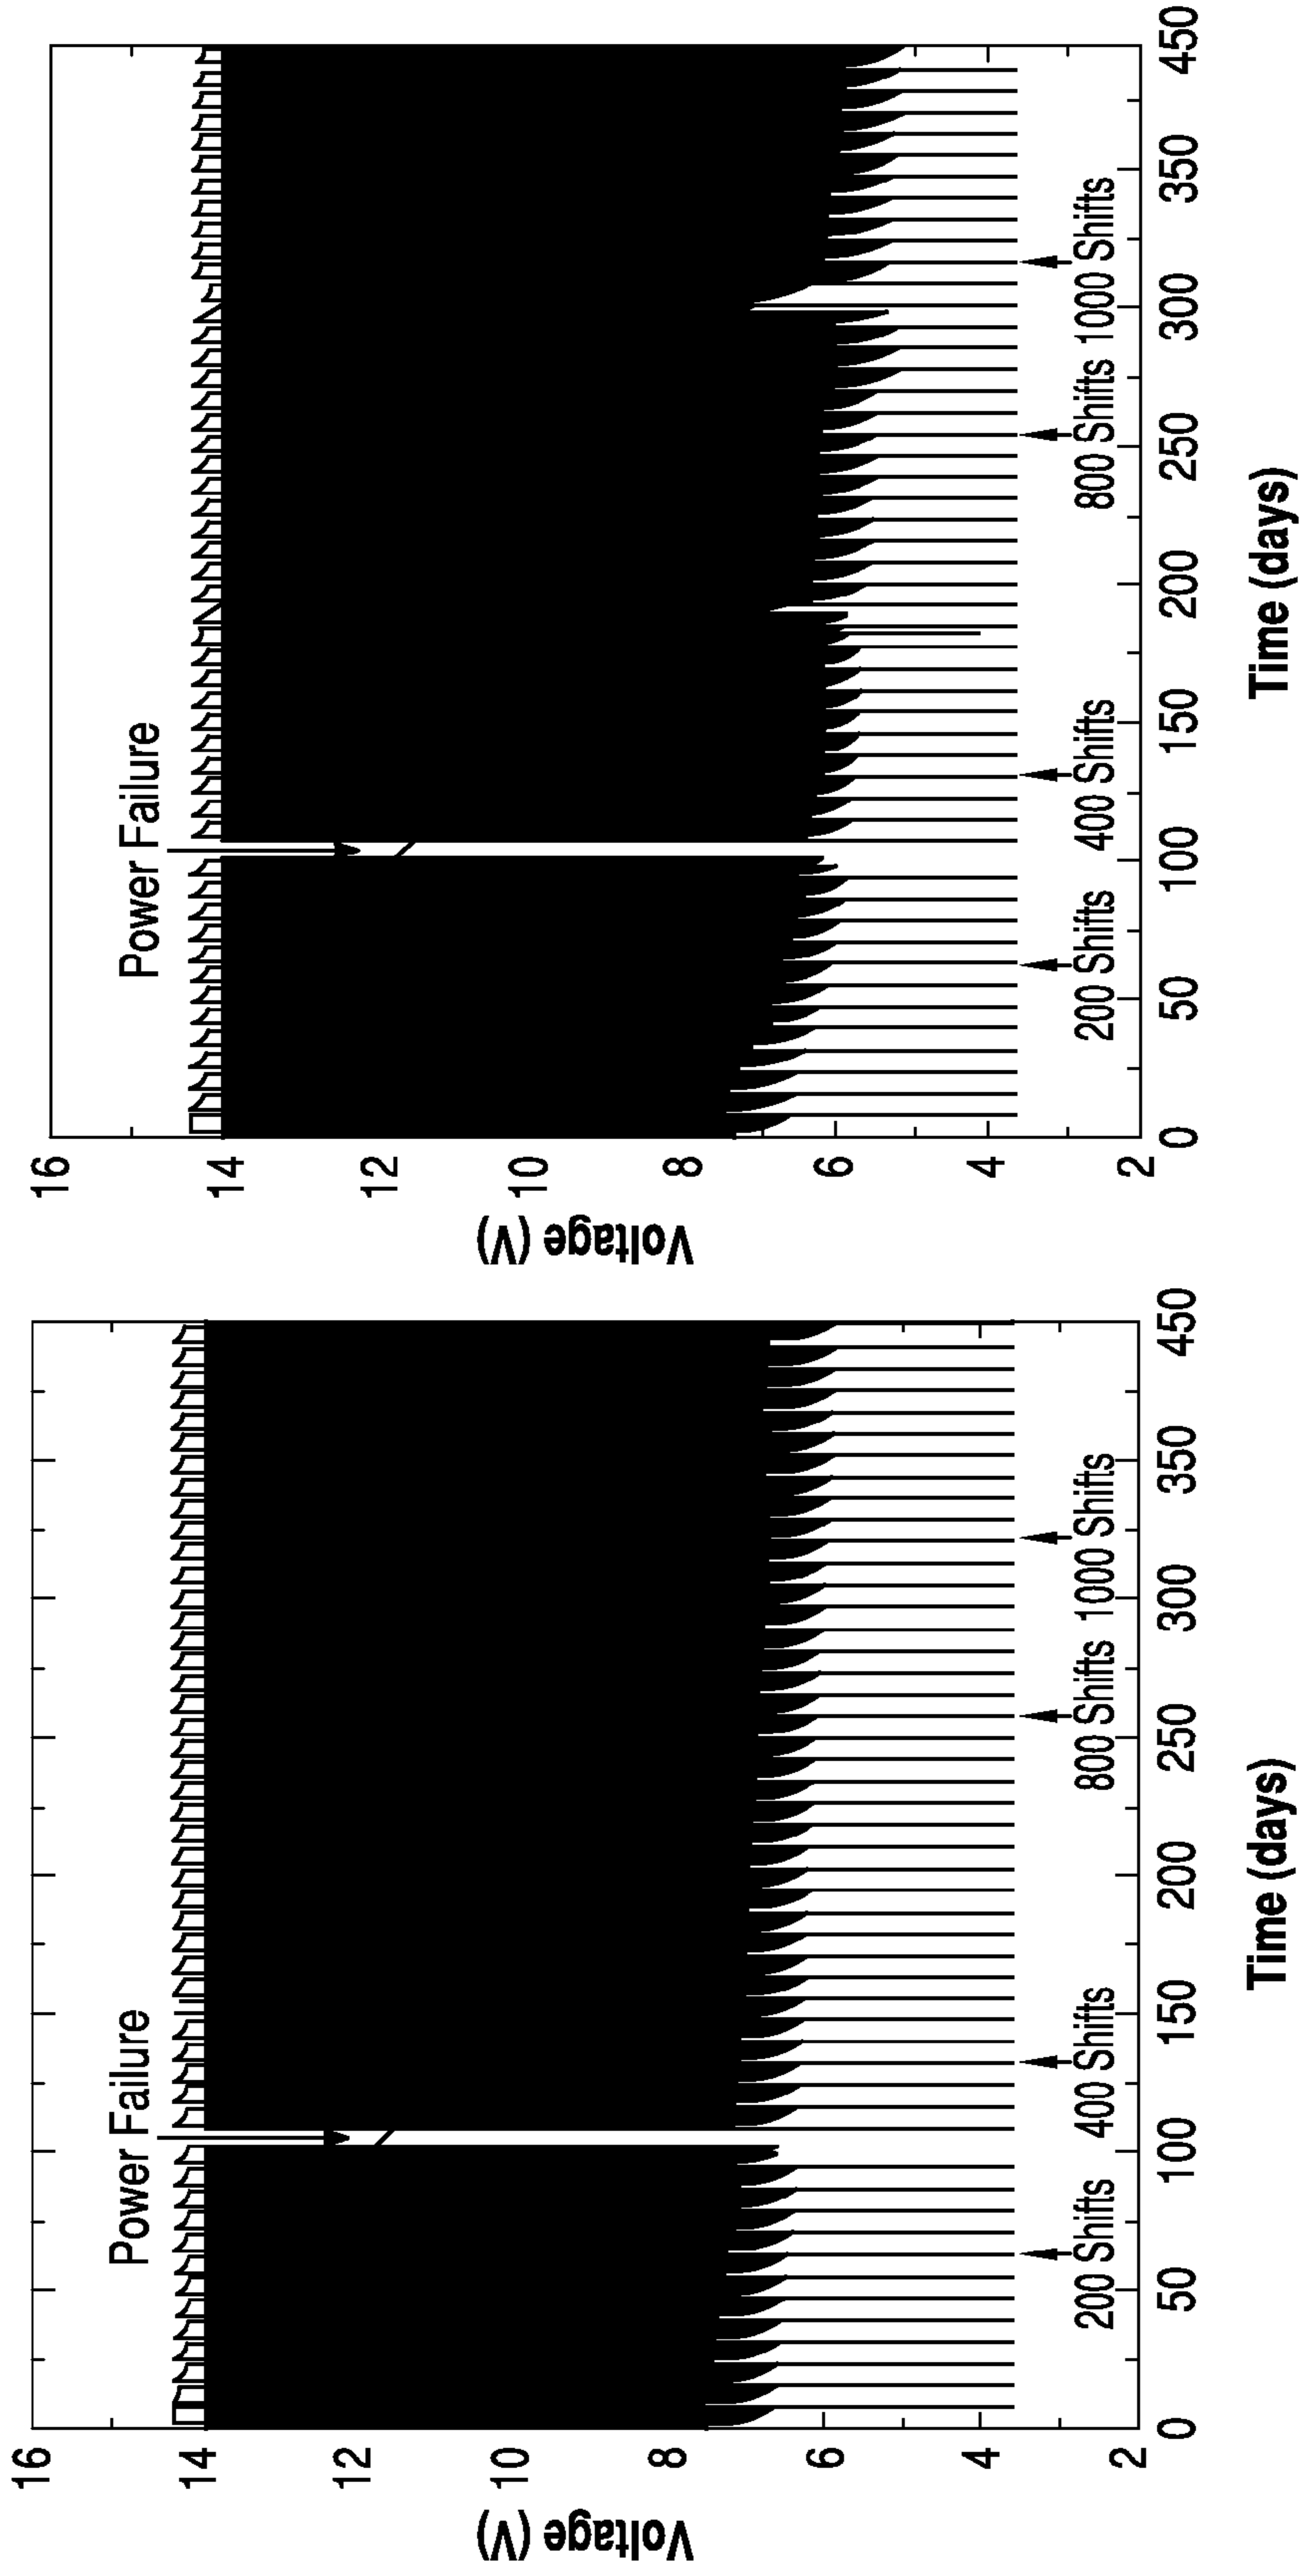 Power Failure
Voltage (V)
16
14
12
10
8
6
4
2
200 Shifts
400 Shifts
800 Shifts
1000 Shifts
0
50
100
150
200
250
300
350
450
Time (days)
Power Failure
Voltage (V)
16
14
12
10
8
6
4
2
200 Shifts
400 Shifts
800 Shifts
1000 Shifts
0
50
100
150
200
250
300
350
450
Time (days)